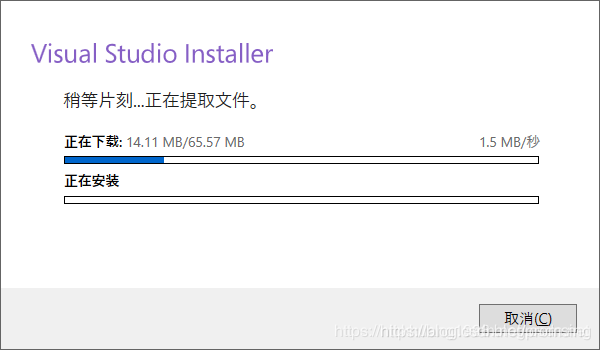 Visual Studio Installer
稍等片刻...正在提取文件。
正在下载: 14.11 MB/65.57 MB 1.5 MB/秒
正在安装
取消(C)